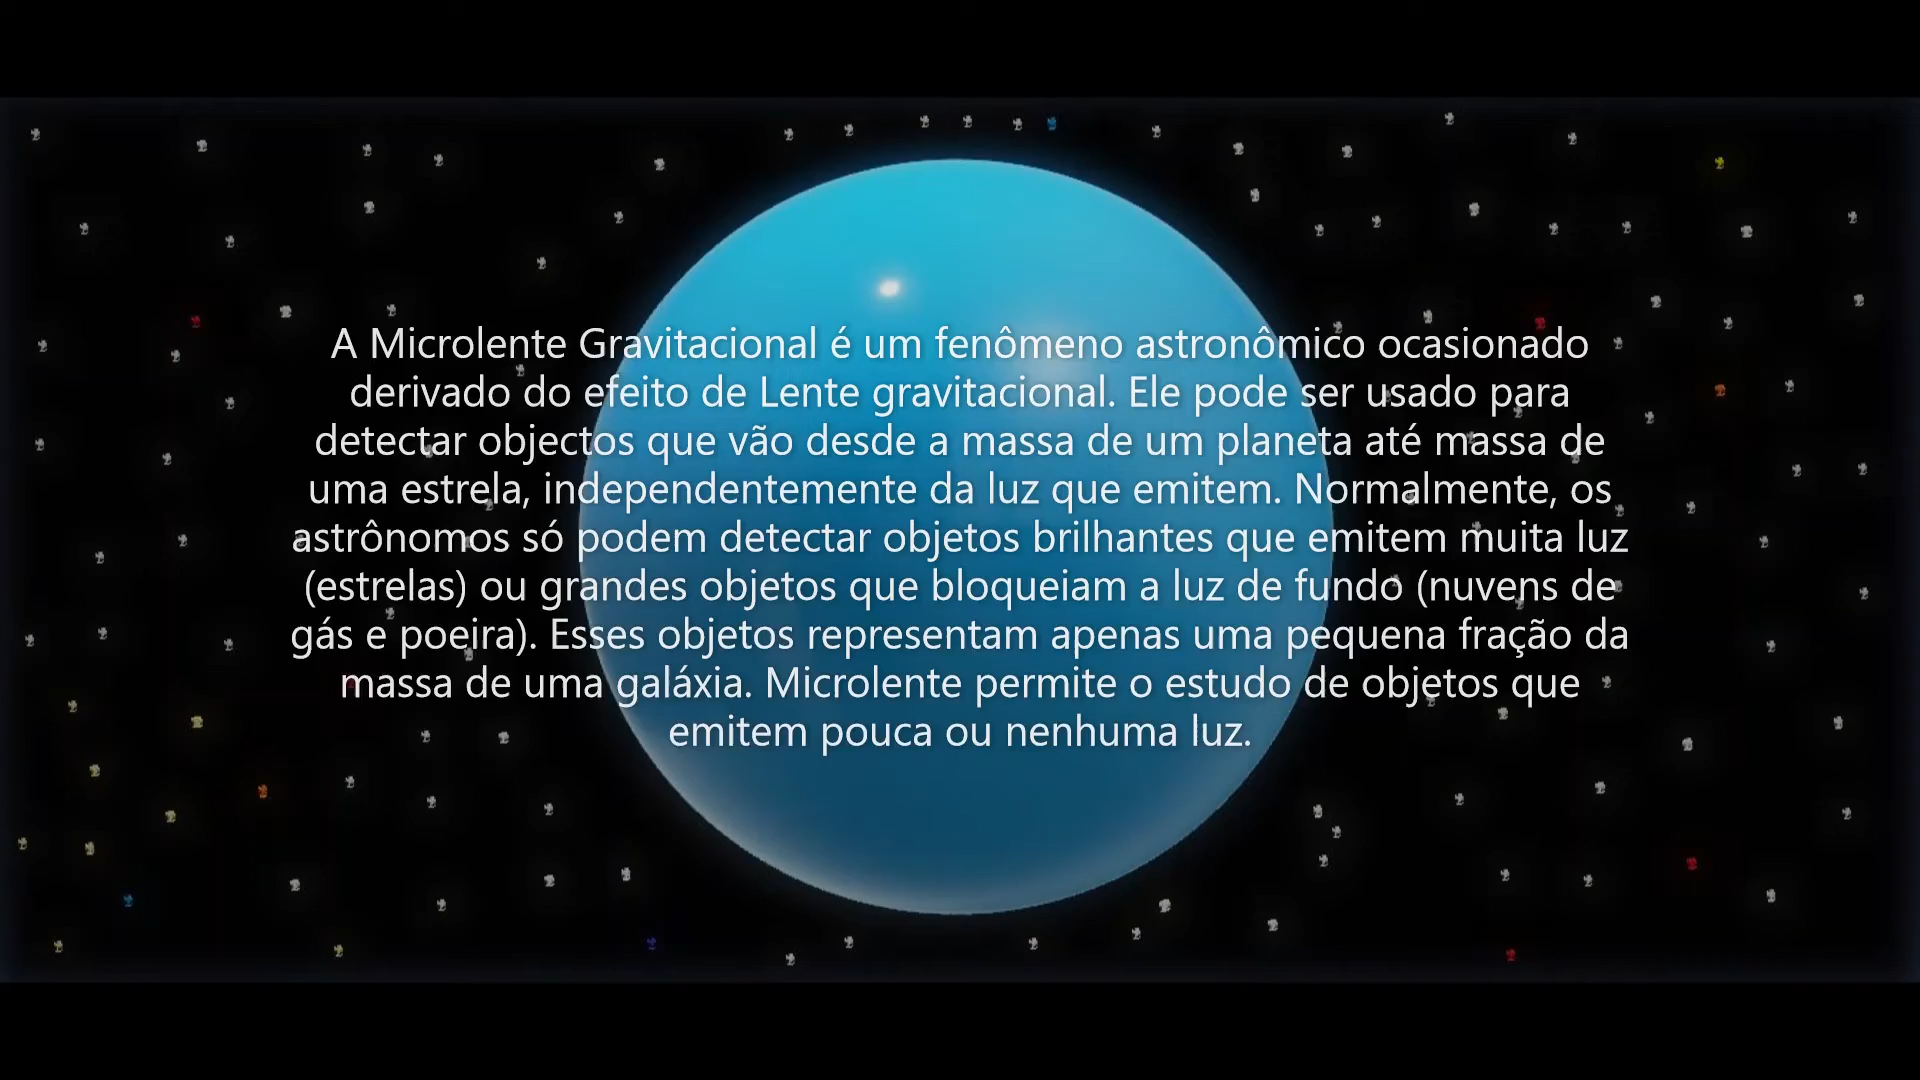 A Microlente Gravitacional é um fenômeno astronômico ocasionado
derivado do efeito de Lente gravitacional. Ele pode ser usado para
detectar objectos que vão desde a massa de um planeta até massa de
uma estrela, independentemente da luz que emitem. Normalmente, os
astrônomos só podem detectar objetos brilhantes que emitem muita luz
(estrelas) ou grandes objetos que bloqueiam a luz de fundo (nuvens de
gás e poeira). Esses objetos representam apenas uma pequena fração da
massa de uma galáxia. Microlente permite o estudo de objetos que
emitem pouca ou nenhuma luz.